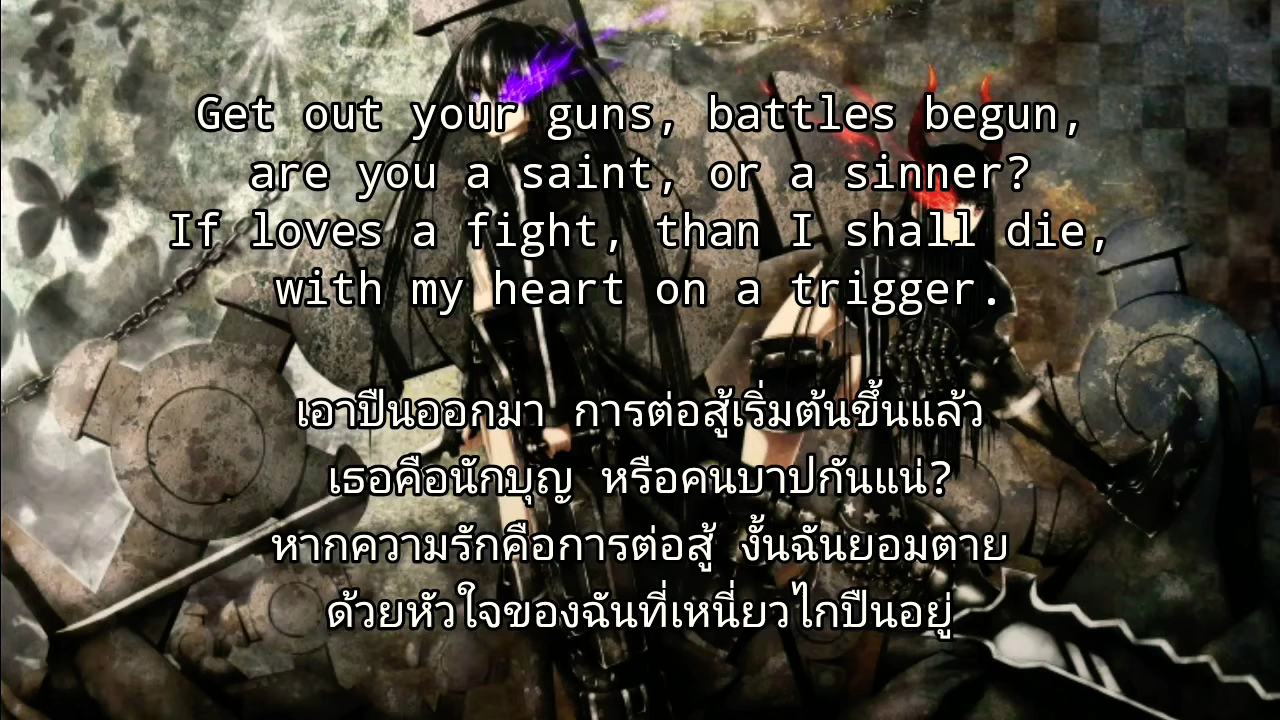 Get out your guns, battles begun,
are you a saint, or a sinner?
If loves a fight, than I shall die,
with my heart on a trigger.
เอาปืนออกมา การต่อสู้เริ่มต้นขึ้นแล้ว
เธอคือนักบุญ หรือคนบาปกันแน่?
หากความรักคือการต่อสู้ งั้นฉันยอมตาย
ด้วยหัวใจของฉันที่เหนี่ยวไกปืนอยู่